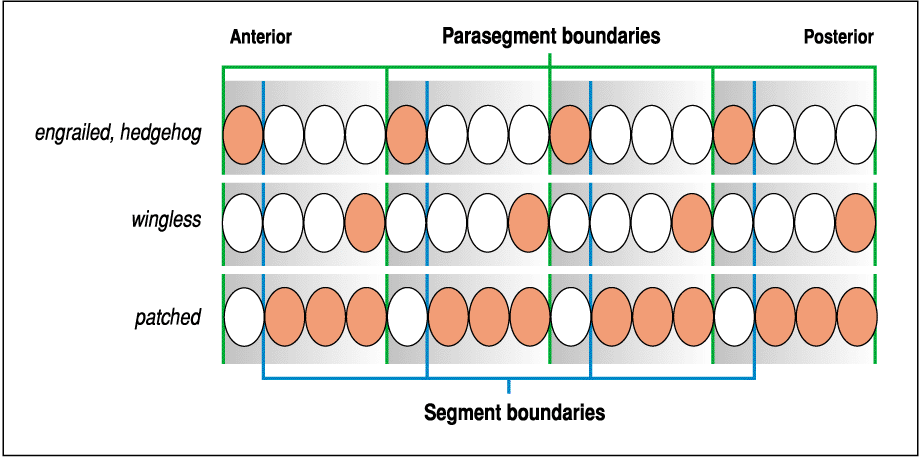 Anterior
Parasegment boundaries
Posterior
engrailed, hedgehog
wingless
patched
Segment boundaries